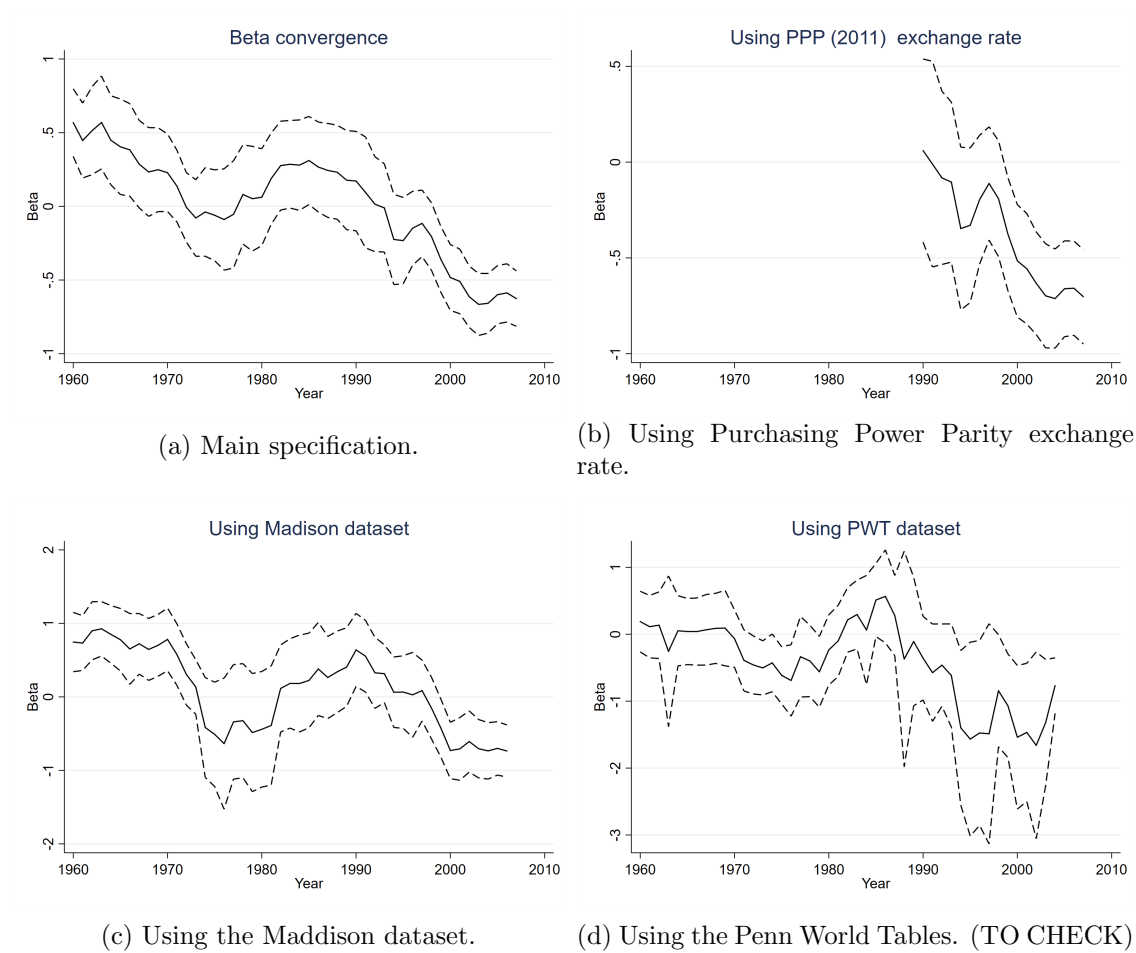 Beta convergence
1
.5
0
-.5
-1
Beta
1960 1970 1980 1990 2000 2010
Year
(a) Main specification.
Using PPP (2011) exchange rate
.5
0
-.5
-1
Beta
1960 1970 1980 1990 2000 2010
Year
(b) Using Purchasing Power Parity exchange
rate.
Using Madison dataset
2
1
0
-1
-2
Beta
1960 1970 1980 1990 2000 2010
Year
(c) Using the Maddison dataset.
Using PWT dataset
1
0
-1
-2
-3
Beta
1960 1970 1980 1990 2000 2010
Year
(d) Using the Penn World Tables. (TO CHECK)